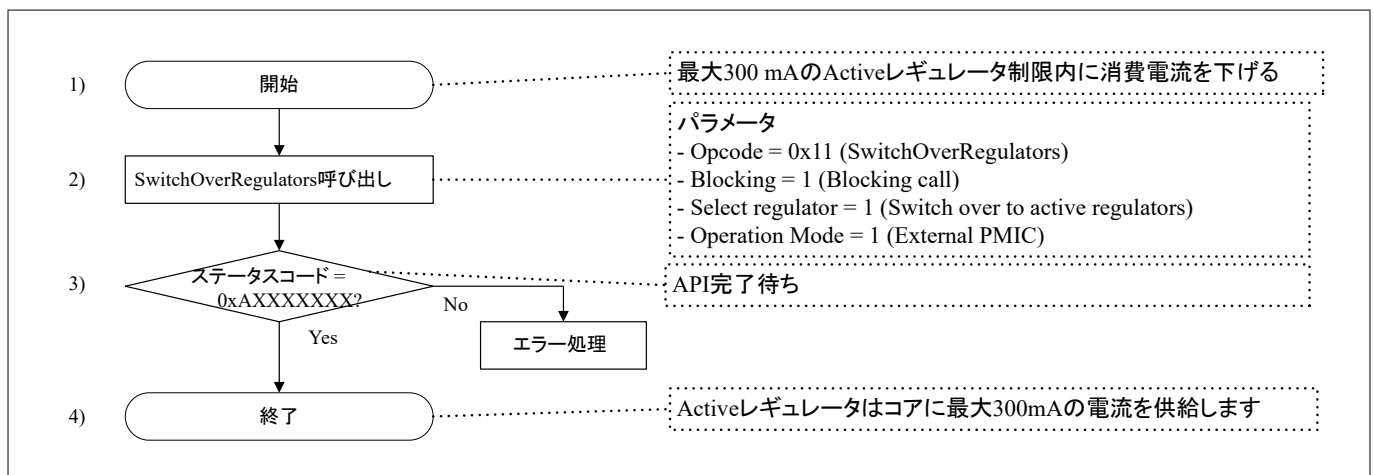 1)
開始
最大300 mAのActiveレギュレータ制限内に消費電流を下げる
2)
SwitchOverRegulators呼び出し
パラメータ
- Opcode = 0x11 (SwitchOverRegulators)
- Blocking = 1 (Blocking call)
- Select regulator = 1 (Switch over to active regulators)
- Operation Mode = 1 (External PMIC)
3)
ステータスコード =
0xAXXXXXXX?
API完了待ち
No
Yes
エラー処理
4)
終了
Activeレギュレータはコアに最大300mAの電流を供給します